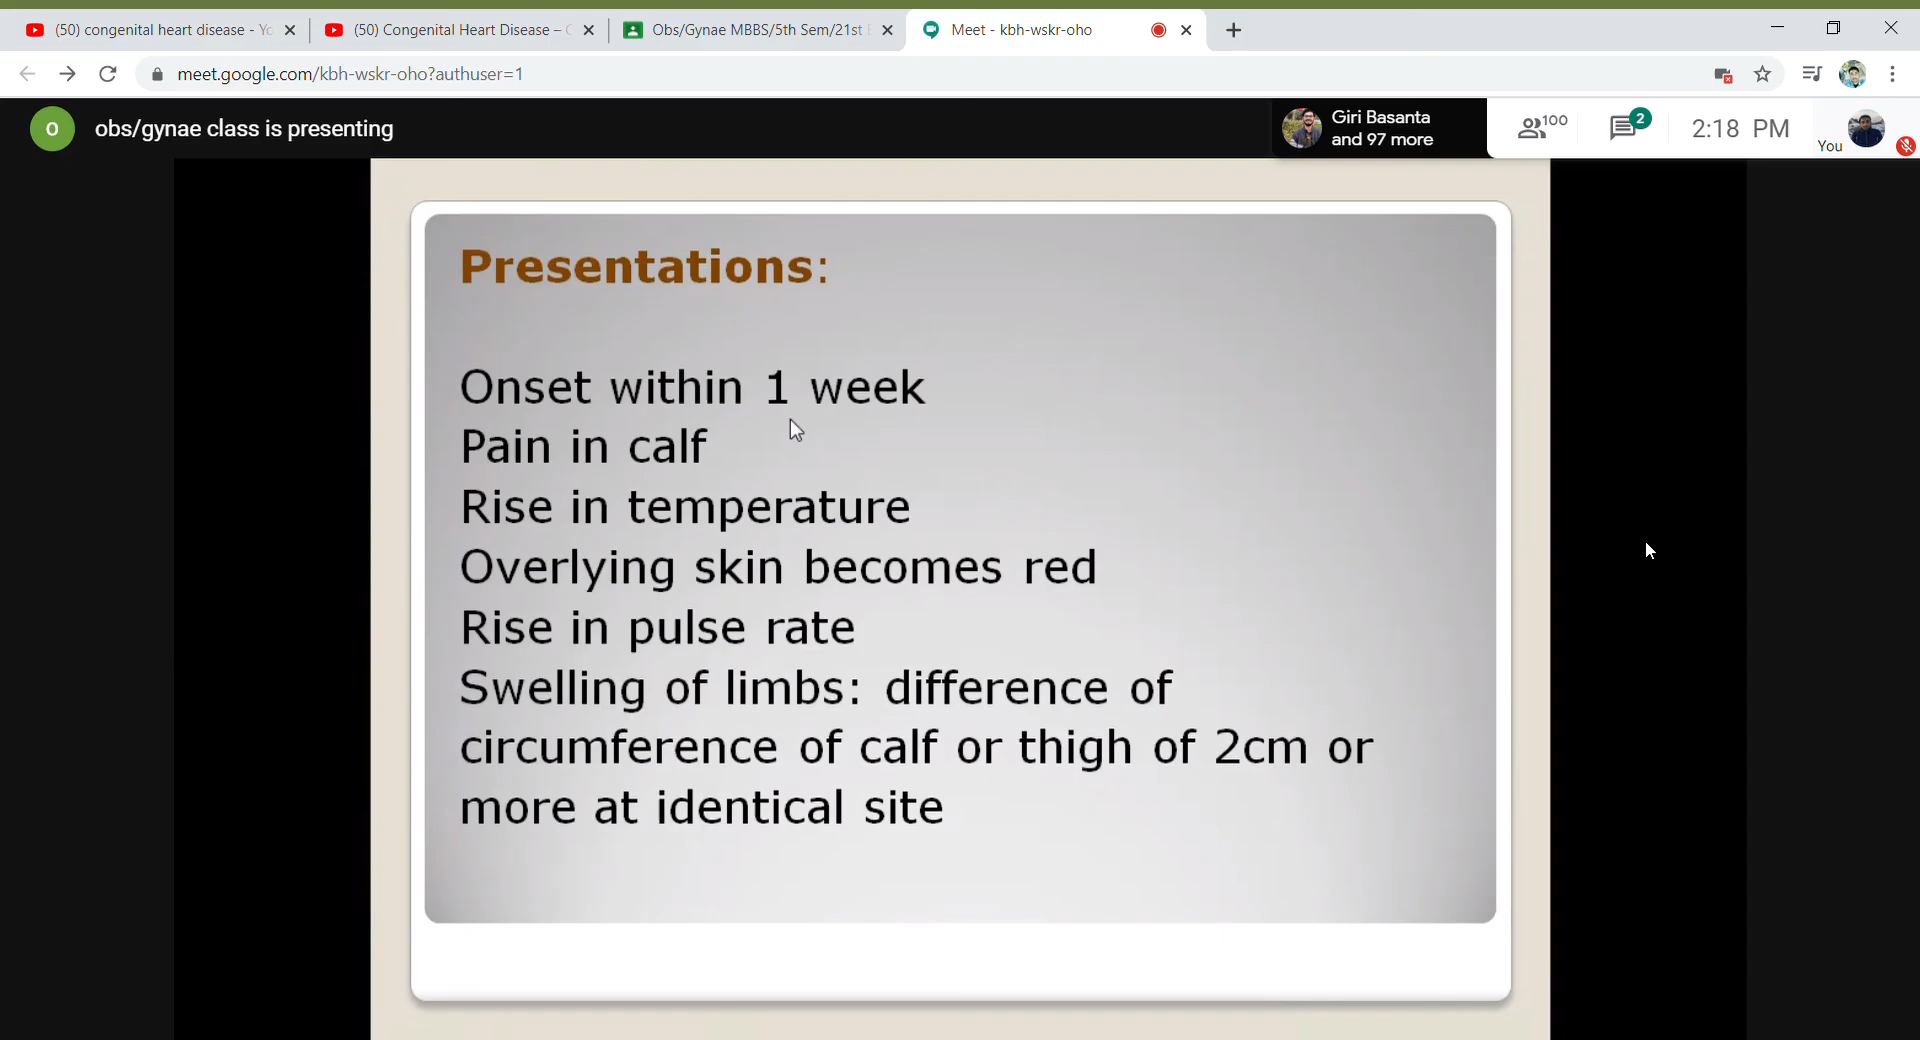 (50) congenital heart disease - Yo
(50) Congenital Heart Disease –
Obs/Gynae MBBS/5th Sem/21st
Meet - kbh-wskr-oho
meet.google.com/kbh-wskr-oho?authuser=1
O
obs/gynae class is presenting
Giri Basanta
and 97 more
100
2
2:18 PM
You
Presentations:
Onset within 1 week
Pain in calf
Rise in temperature
Overlying skin becomes red
Rise in pulse rate
Swelling of limbs: difference of
circumference of calf or thigh of 2cm or
more at identical site